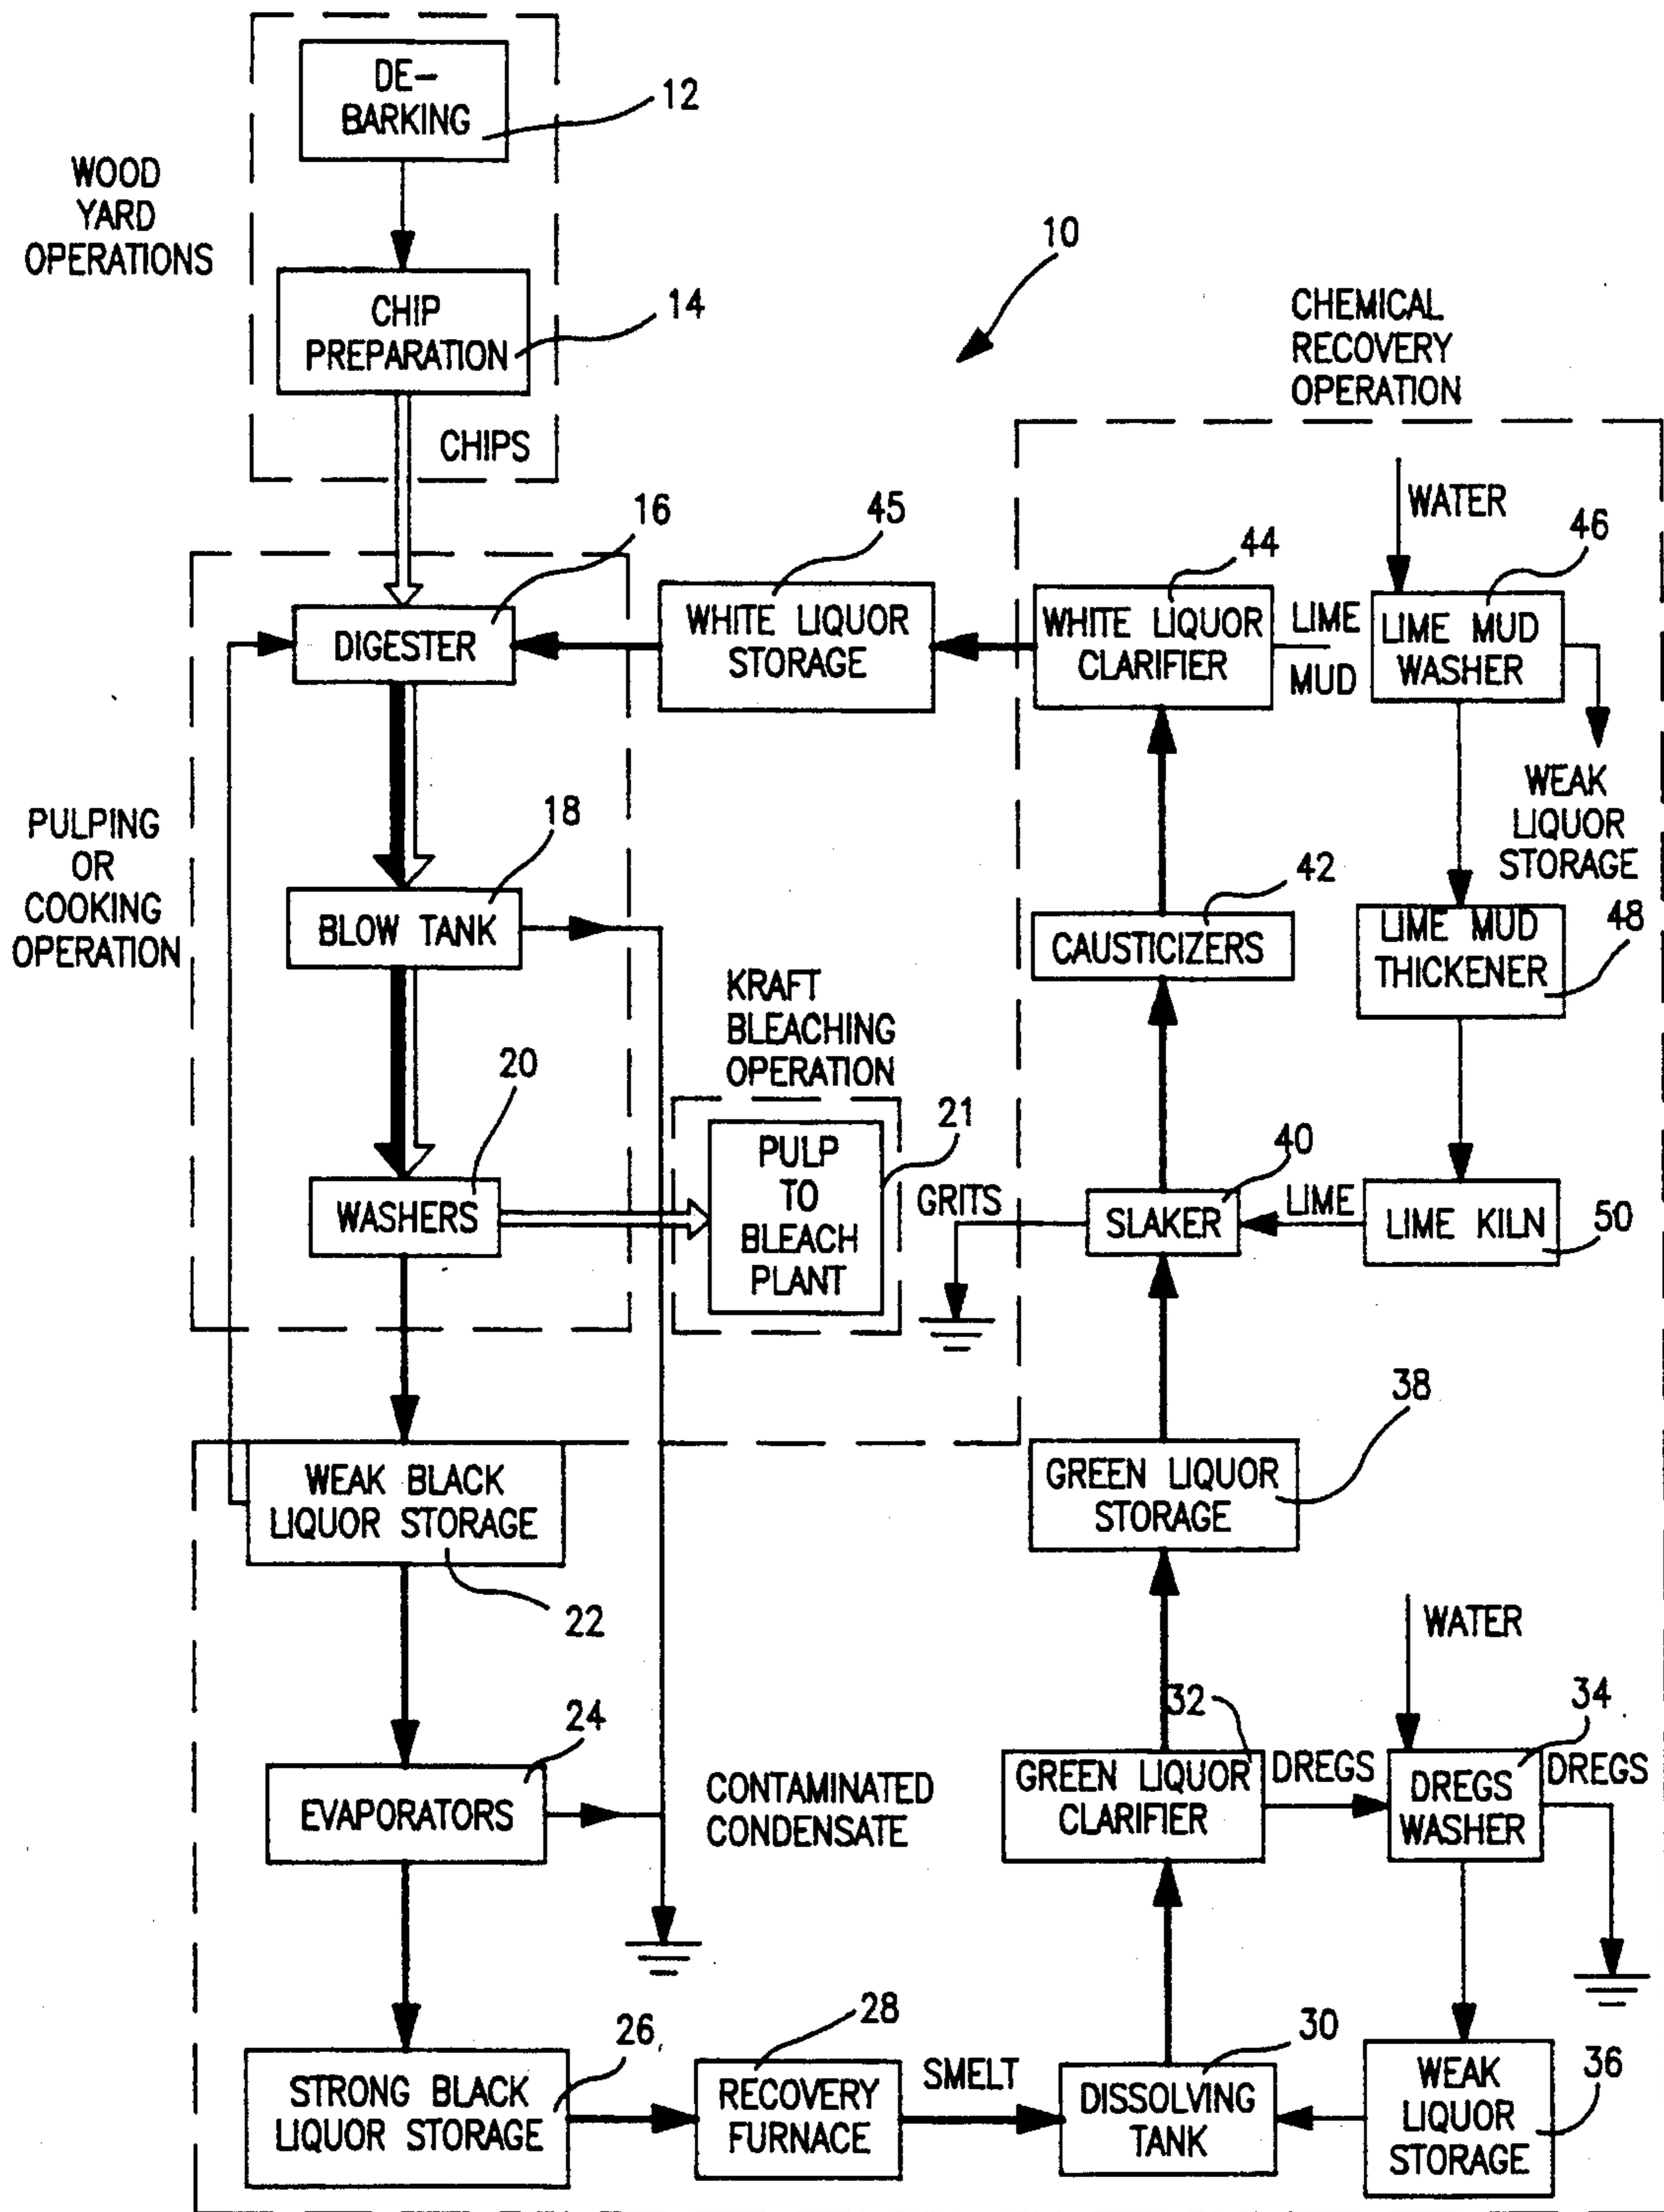 DE-
BARKING
12
WOOD
YARD
OPERATIONS
CHIP
PREPARATION
14
CHIPS
10
CHEMICAL
RECOVERY
OPERATION
16
DIGESTER
45
WHITE LIQUOR
STORAGE
44
WHITE LIQUOR
CLARIFIER
LIME
MUD
WATER
46
LIME MUD
WASHER
WEAK
LIQUOR
STORAGE
PULPING
OR
COOKING
OPERATION
18
BLOW TANK
42
CAUSTICIZERS
LIME MUD
THICKENER
48
KRAFT
BLEACHING
OPERATION
20
WASHERS
21
PULP
TO
BLEACH
PLANT
GRITS
40
SLAKER
LIME
LIME KILN
50
WEAK BLACK
LIQUOR STORAGE
22
38
GREEN LIQUOR
STORAGE
24
EVAPORATORS
CONTAMINATED
CONDENSATE
32
GREEN LIQUOR
CLARIFIER
DREGS
WATER
34
DREGS
WASHER
DREGS
26
STRONG BLACK
LIQUOR STORAGE
28
RECOVERY
FURNACE
SMELT
30
DISSOLVING
TANK
WEAK
LIQUOR
STORAGE
36